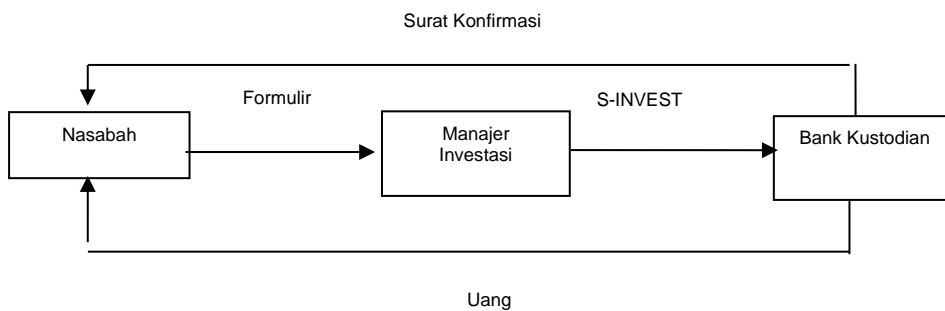 Surat Konfirmasi
Formulir
S-INVEST
Nasabah
Manajer
Investasi
Bank Kustodian
Uang